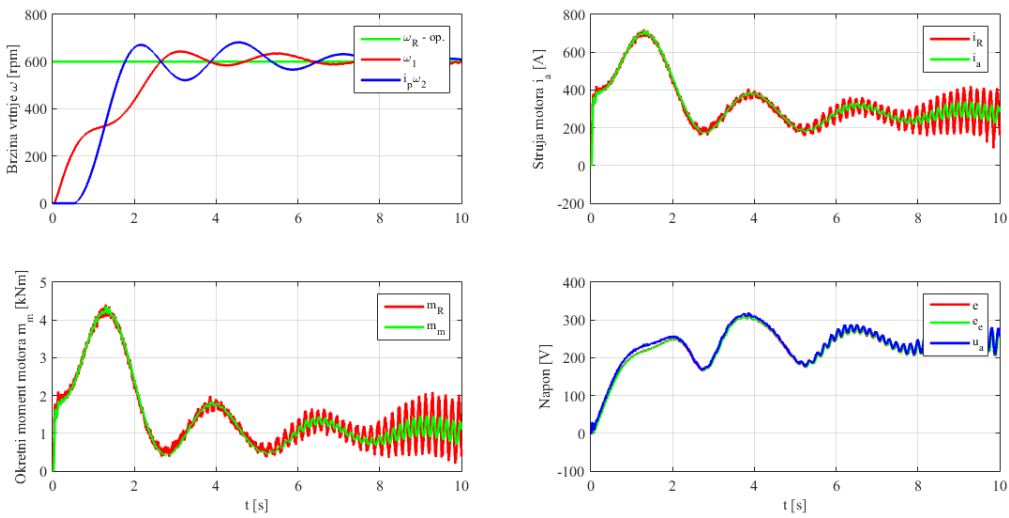 Brzina vrtnje ω [rpm]
800
600
400
200
0
0 2 4 6 8 10
ω_R - op.
ω_1
i_pω_2
Struja motora i_a [A]
800
600
400
200
0
-200
0 2 4 6 8 10
i_R
i_a
Okretni moment motora m_m [kNm]
5
4
3
2
1
0
0 2 4 6 8 10
t [s]
m_R
m_m
Napon [V]
400
300
200
100
0
-100
0 2 4 6 8 10
t [s]
e
e_e
u_a